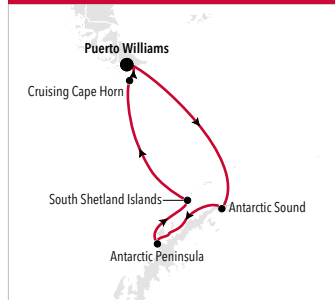 Puerto Williams
Cruising Cape Horn
South Shetland Islands
Antarctic Sound
Antarctic Peninsula